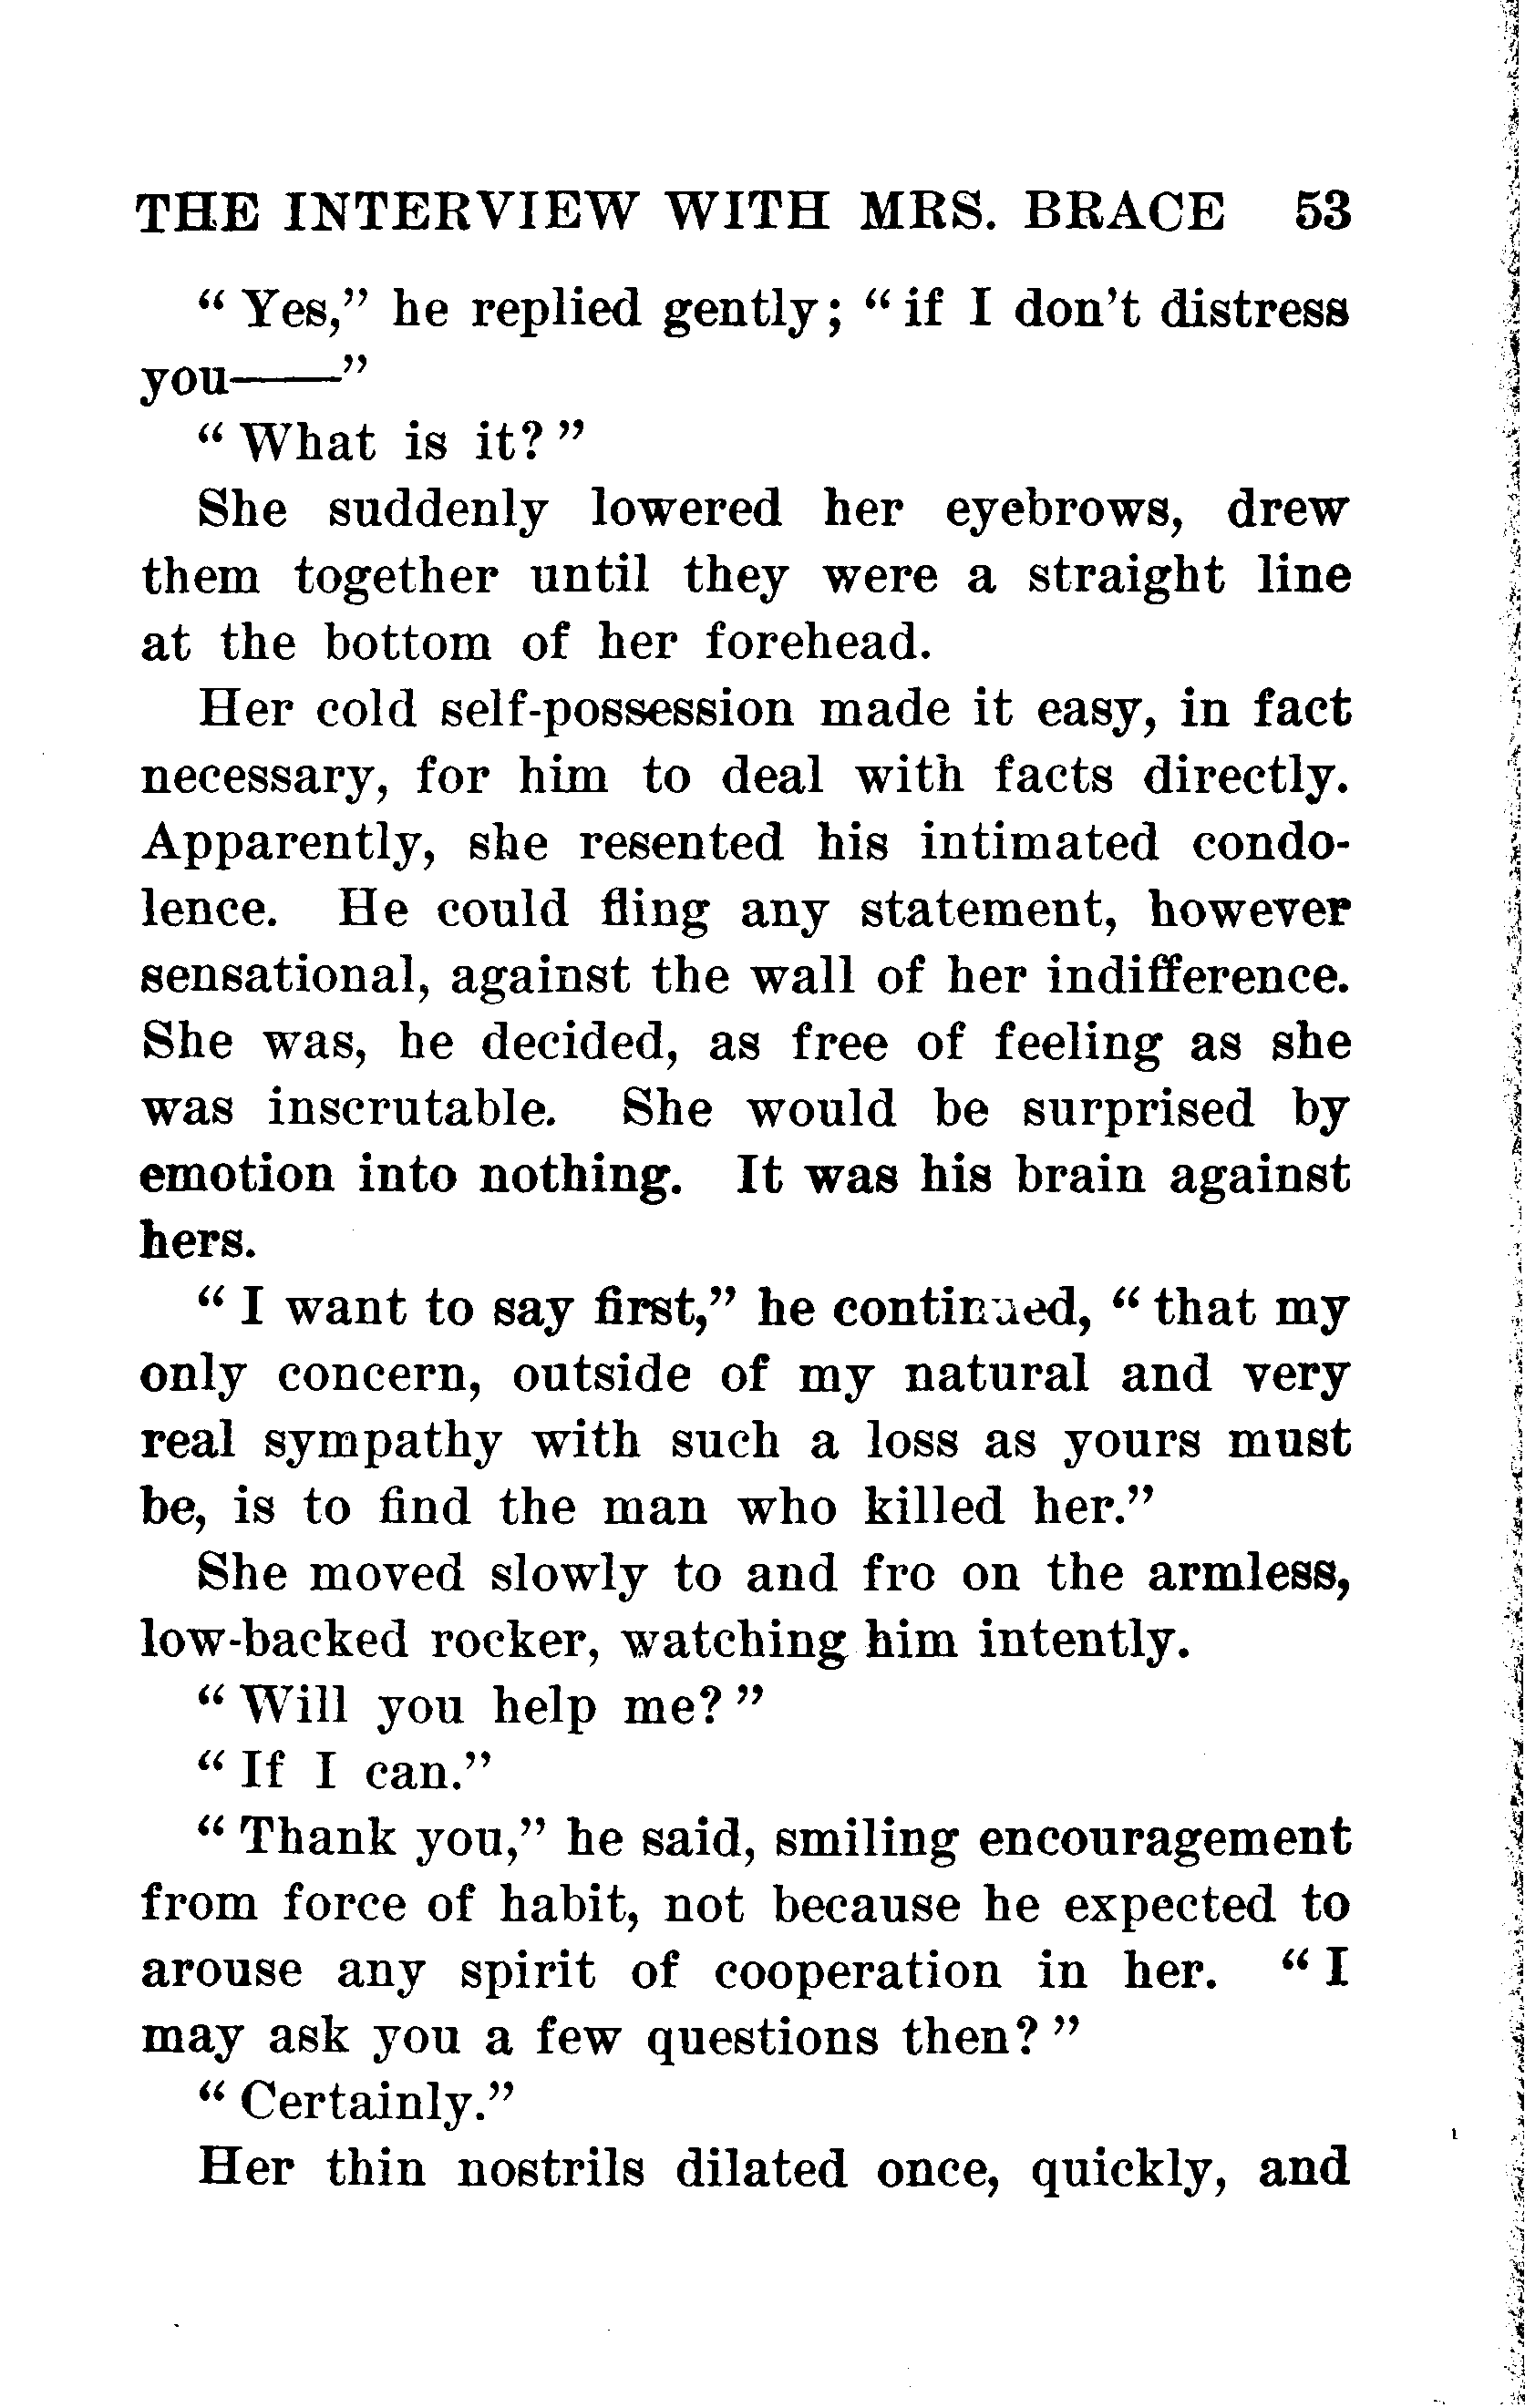 THE INTERVIEW WITH MRS. BRACE 53
“ Yes,” he replied gently; “ if I don’t distress
you——”
“ What is it? ”
She suddenly lowered her eyebrows, drew
them together until they were a straight line
at the bottom of her forehead.
Her cold self-possession made it easy, in fact
necessary, for him to deal with facts directly.
Apparently, she resented his intimated condo-
lence. He could fling any statement, however
sensational, against the wall of her indifference.
She was, he decided, as free of feeling as she
was inscrutable. She would be surprised by
emotion into nothing. It was his brain against
hers.
“ I want to say first,” he continued, “ that my
only concern, outside of my natural and very
real sympathy with such a loss as yours must
be, is to find the man who killed her.”
She moved slowly to and fro on the armless,
low-backed rocker, watching him intently.
“ Will you help me? ”
“ If I can.”
“ Thank you,” he said, smiling encouragement
from force of habit, not because he expected to
arouse any spirit of cooperation in her. “ I
may ask you a few questions then? ”
“ Certainly.”
Her thin nostrils dilated once, quickly, and